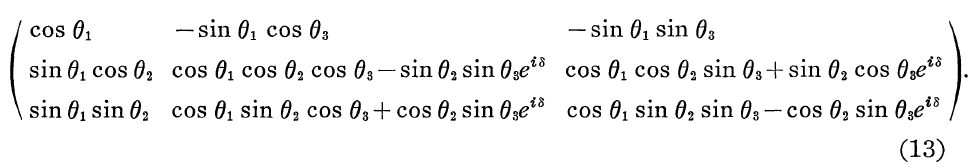 cos θ₁ −sin θ₁ cos θ₃ −sin θ₁ sin θ₃
sin θ₁ cos θ₂ cos θ₁ cos θ₂ cos θ₃−sin θ₂ sin θ₃e^{iδ} cos θ₁ cos θ₂ sin θ₃+sin θ₂ cos θ₃e^{iδ}
sin θ₁ sin θ₂ cos θ₁ sin θ₂ cos θ₃+cos θ₂ sin θ₃e^{iδ} cos θ₁ sin θ₂ sin θ₃−cos θ₂ sin θ₃e^{iδ}.
(13)